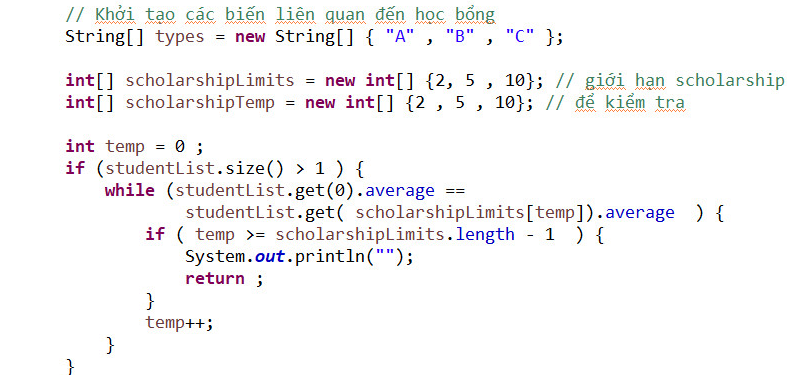 // Khởi tạo các biến liên quan đến học bổng
String[] types = new String[] { "A" , "B" , "C" };
int[] scholarshipLimits = new int[] {2, 5 , 10}; // giới hạn scholarship
int[] scholarshipTemp = new int[] {2 , 5 , 10}; // để kiểm tra
int temp = 0 ;
if (studentList.size() > 1 ) {
while (studentList.get(0).average ==
studentList.get( scholarshipLimits[temp]).average  ) {
if ( temp >= scholarshipLimits.length - 1  ) {
System.out.println("");
return ;
}
temp++;
}
}